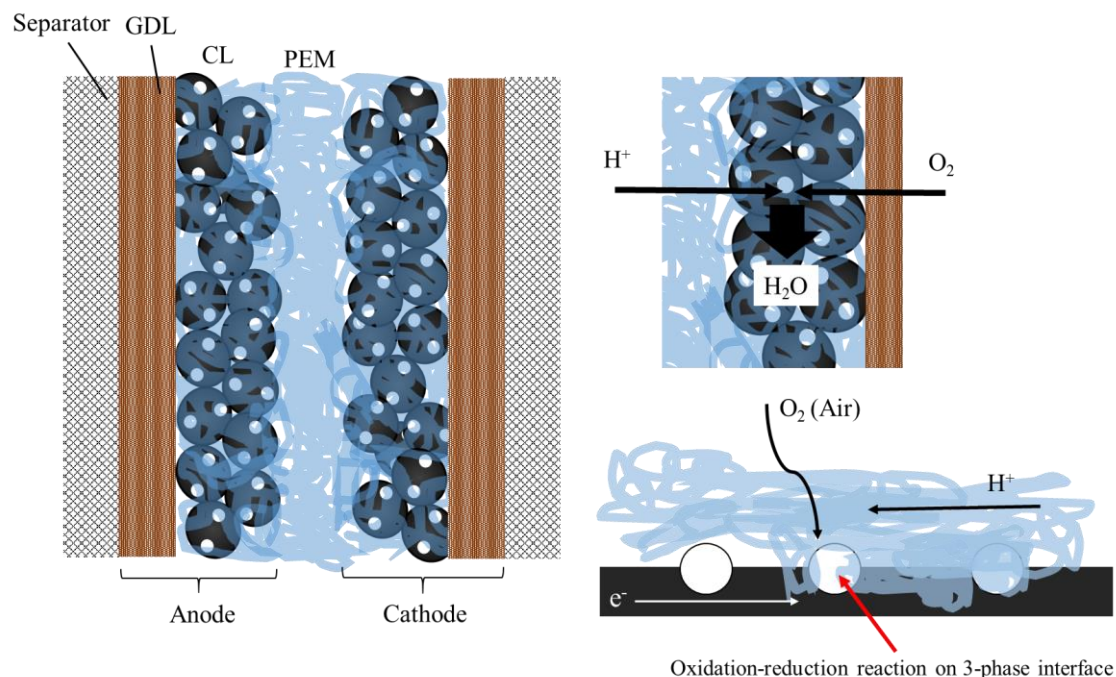 Separator
GDL
CL
PEM
Anode
Cathode
H⁺
O₂
H₂O
O₂ (Air)
H⁺
e⁻
Oxidation-reduction reaction on 3-phase interface